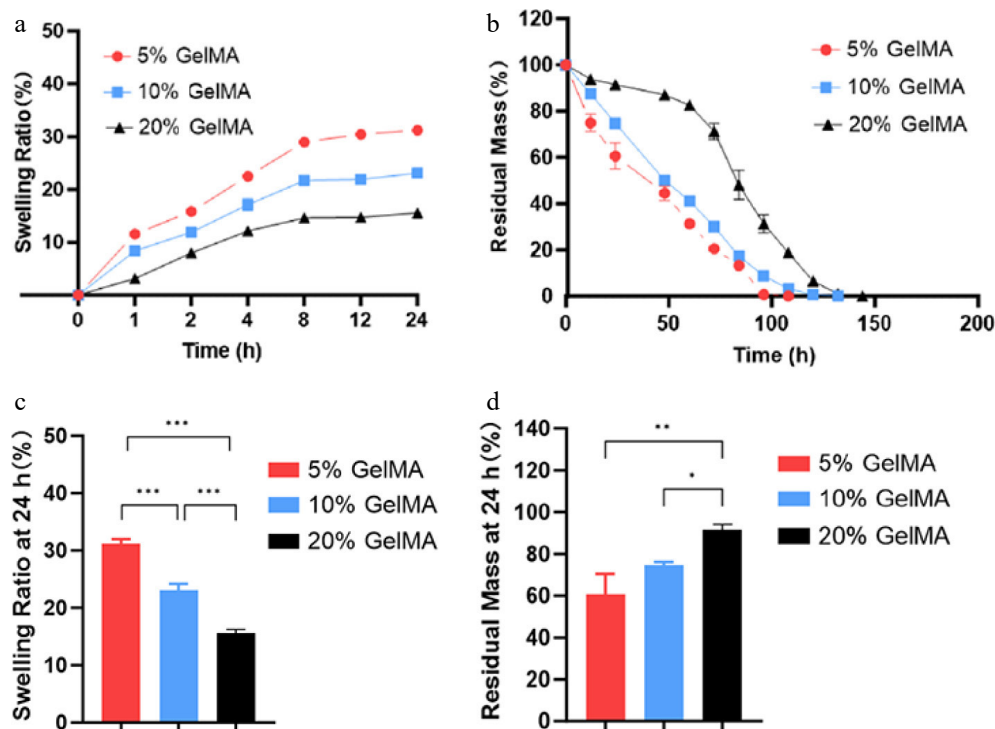 a
Swelling Ratio(%)
50
40
30
20
10
0
1
2
4
8
12
24
Time (h)
5% GelMA
10% GelMA
20% GelMA
b
Residual Mass(%)
120
100
80
60
40
20
0
0
50
100
150
200
Time (h)
5% GelMA
10% GelMA
20% GelMA
c
Swelling Ratio at 24 h(%)
50
40
30
20
10
0
***
***
***
5% GelMA
10% GelMA
20% GelMA
d
Residual Mass at 24 h(%)
140
120
100
80
60
40
20
0
**
*
5% GelMA
10% GelMA
20% GelMA